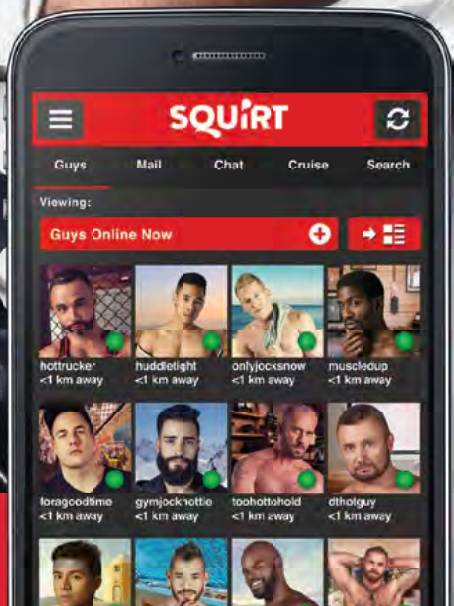 SQUIRT
Guys Mail Chat Cruise Search
Viewing:
Guys Online Now
hottrucker huddletight onlyjocksnow muscledup
<1 km away <1 km away <1 km away <1 km away
foragoodtime gymjockhottie toohottohold dthotguy
<1 km away <1 km away <1 km away <1 km away